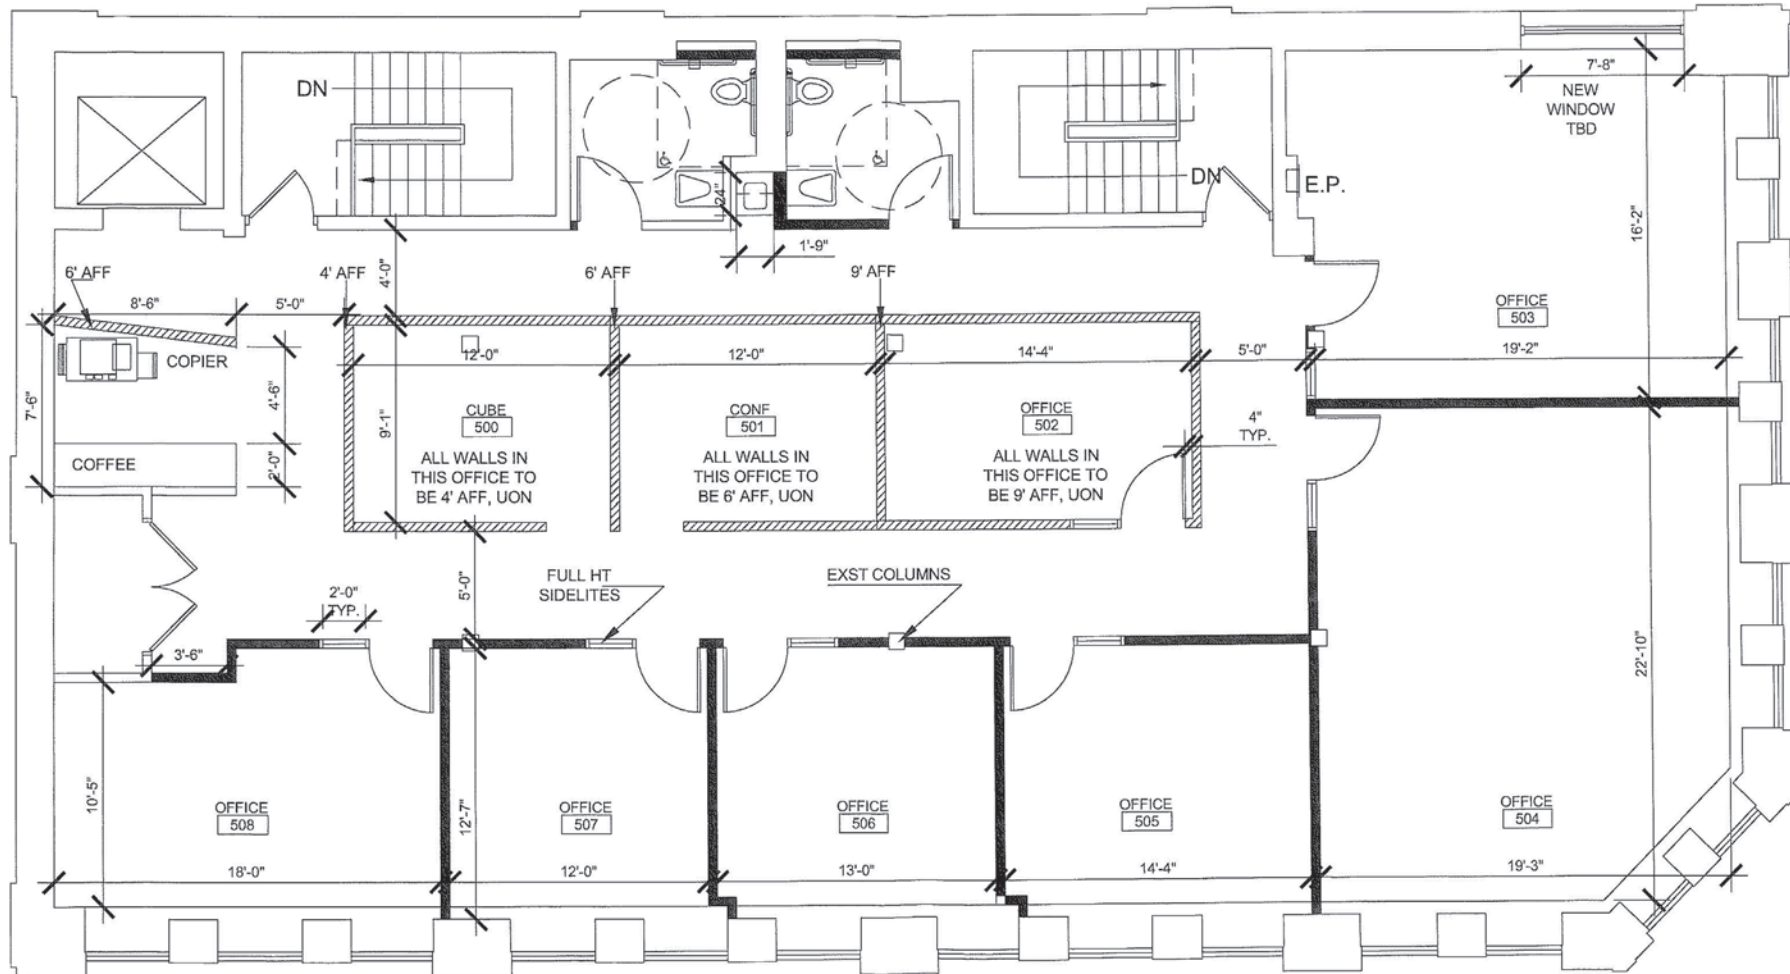 7'-8"
NEW
WINDOW
TBD
DN
DN
E.P.
24"
1'-9"
4'-0"
16'-2"
6' AFF
4' AFF
6' AFF
9' AFF
8'-6"
5'-0"
OFFICE
503
COPIER
12'-0"
12'-0"
14'-4"
5'-0"
19'-2"
7'-6"
4'-6"
9'-1"
CUBE
500
ALL WALLS IN
THIS OFFICE TO
BE 4' AFF, UON
CONF
501
ALL WALLS IN
THIS OFFICE TO
BE 6' AFF, UON
OFFICE
502
ALL WALLS IN
THIS OFFICE TO
BE 9' AFF, UON
4"
TYP.
COFFEE
2'-0"
5'-0"
FULL HT
SIDELITES
EXST COLUMNS
2'-0"
TYP.
3'-6"
22'-10"
10'-5"
12'-7"
OFFICE
508
OFFICE
507
OFFICE
506
OFFICE
505
OFFICE
504
18'-0"
12'-0"
13'-0"
14'-4"
19'-3"